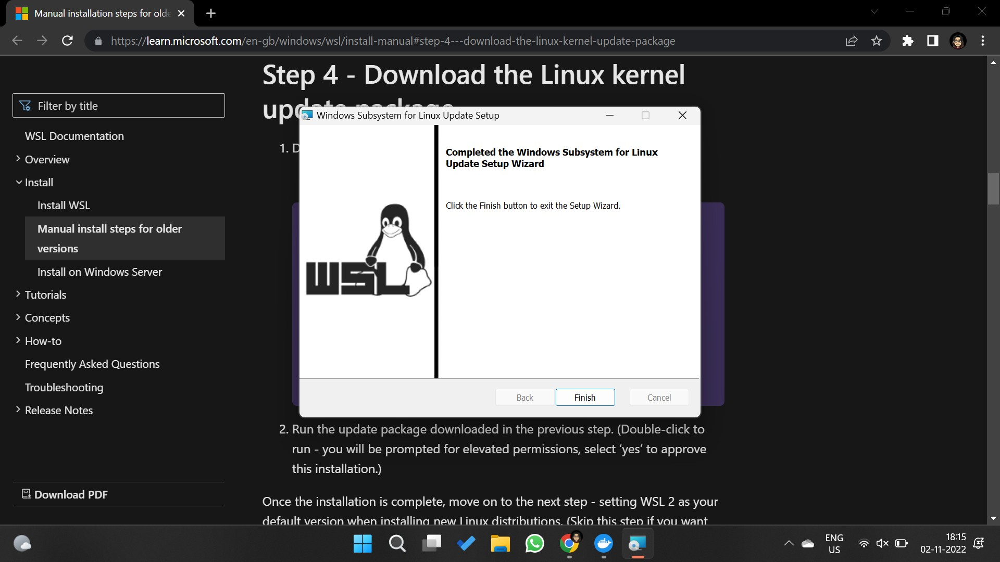 Manual installation steps for olde
https://learn.microsoft.com/en-gb/windows/wsl/install-manual#step-4---download-the-linux-kernel-update-package
Filter by title
WSL Documentation
Overview
Install
Install WSL
Manual install steps for older
versions
Install on Windows Server
Tutorials
Concepts
How-to
Frequently Asked Questions
Troubleshooting
Release Notes
Download PDF
Step 4 - Download the Linux kernel
update package
1. D
Windows Subsystem for Linux Update Setup
Completed the Windows Subsystem for Linux
Update Setup Wizard
Click the Finish button to exit the Setup Wizard.
WSL
Back
Finish
Cancel
2. Run the update package downloaded in the previous step. (Double-click to
run - you will be prompted for elevated permissions, select ‘yes’ to approve
this installation.)
Once the installation is complete, move on to the next step - setting WSL 2 as your
default version when installing new Linux distributions. (Skip this step if you want
ENG
US
18:15
02-11-2022